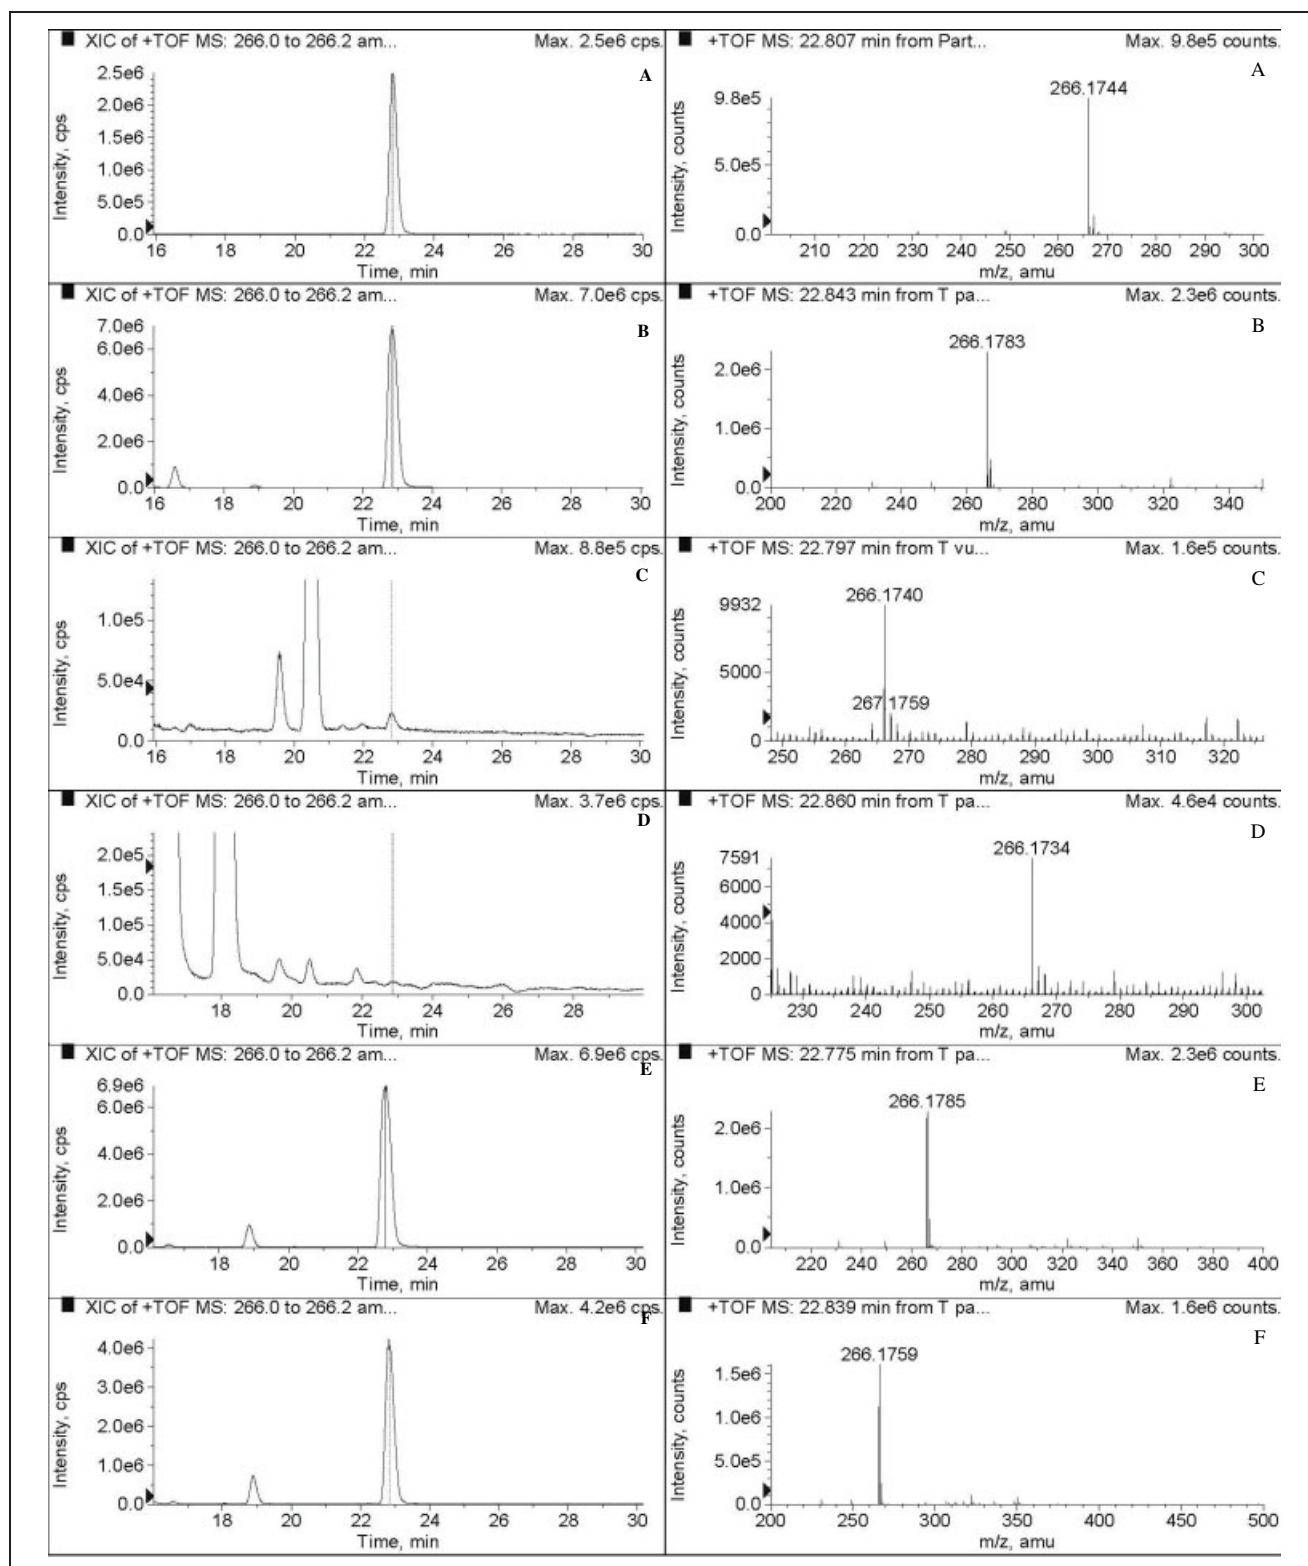 XIC of +TOF MS: 266.0 to 266.2 am... Max. 2.5e6 cps.
A
2.5e6
2.0e6
1.5e6
1.0e6
5.0e5
0.0
Intensity, cps
16 18 20 22 24 26 28 30
Time, min
+TOF MS: 22.807 min from Part... Max. 9.8e5 counts.
A
266.1744
9.8e5
5.0e5
0.0
Intensity, counts
210 220 230 240 250 260 270 280 290 300
m/z, amu
XIC of +TOF MS: 266.0 to 266.2 am... Max. 7.0e6 cps.
B
7.0e6
6.0e6
4.0e6
2.0e6
0.0
Intensity, cps
16 18 20 22 24 26 28 30
Time, min
+TOF MS: 22.843 min from T pa... Max. 2.3e6 counts.
B
266.1783
2.0e6
1.0e6
0.0
Intensity, counts
200 220 240 260 280 300 320 340
m/z, amu
XIC of +TOF MS: 266.0 to 266.2 am... Max. 8.8e5 cps.
C
1.0e5
5.0e4
0.0
Intensity, cps
16 18 20 22 24 26 28 30
Time, min
+TOF MS: 22.797 min from T vu... Max. 1.6e5 counts.
C
266.1740
9932
5000
267.1759
0
Intensity, counts
250 260 270 280 290 300 310 320
m/z, amu
XIC of +TOF MS: 266.0 to 266.2 am... Max. 3.7e6 cps.
D
2.0e5
1.5e5
1.0e5
5.0e4
0.0
Intensity, cps
18 20 22 24 26 28
Time, min
+TOF MS: 22.860 min from T pa... Max. 4.6e4 counts.
D
266.1734
7591
6000
4000
2000
0
Intensity, counts
230 240 250 260 270 280 290 300
m/z, amu
XIC of +TOF MS: 266.0 to 266.2 am... Max. 6.9e6 cps.
E
6.9e6
6.0e6
4.0e6
2.0e6
0.0
Intensity, cps
18 20 22 24 26 28 30
Time, min
+TOF MS: 22.775 min from T pa... Max. 2.3e6 counts.
E
266.1785
2.0e6
1.0e6
0.0
Intensity, counts
220 240 260 280 300 320 340 360 380 400
m/z, amu
XIC of +TOF MS: 266.0 to 266.2 am... Max. 4.2e6 cps.
F
4.0e6
3.0e6
2.0e6
1.0e6
0.0
Intensity, cps
18 20 22 24 26 28 30
Time, min
+TOF MS: 22.839 min from T pa... Max. 1.6e6 counts.
F
266.1759
1.5e6
1.0e6
5.0e5
0.0
Intensity, counts
200 250 300 350 400 450 500
m/z, amu